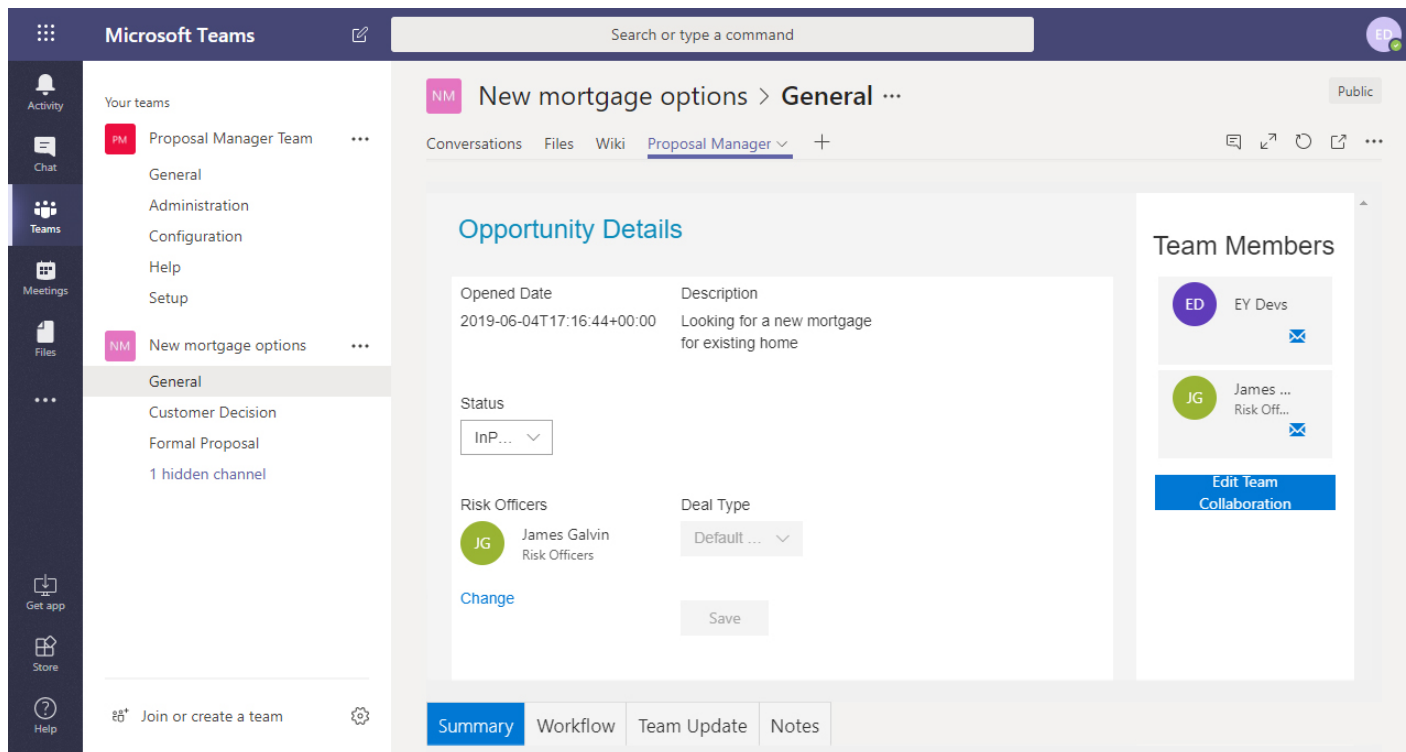 Microsoft Teams
Search or type a command
ED
Activity
Chat
Teams
Meetings
Files
Get app
Store
Help
Your teams
PM Proposal Manager Team
General
Administration
Configuration
Help
Setup
NM New mortgage options
General
Customer Decision
Formal Proposal
1 hidden channel
Join or create a team
NM New mortgage options > General ...
Public
Conversations Files Wiki Proposal Manager
Opportunity Details
Opened Date
2019-06-04T17:16:44+00:00
Description
Looking for a new mortgage
for existing home
Status
InP...
Risk Officers
JG James Galvin
Risk Officers
Change
Deal Type
Default ...
Save
Team Members
ED EY Devs
JG James ...
Risk Off...
Edit Team
Collaboration
Summary Workflow Team Update Notes